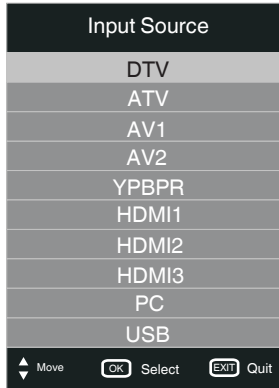 Input Source
DTV
ATV
AV1
AV2
YPBPR
HDMI1
HDMI2
HDMI3
PC
USB
Move OK Select EXIT Quit